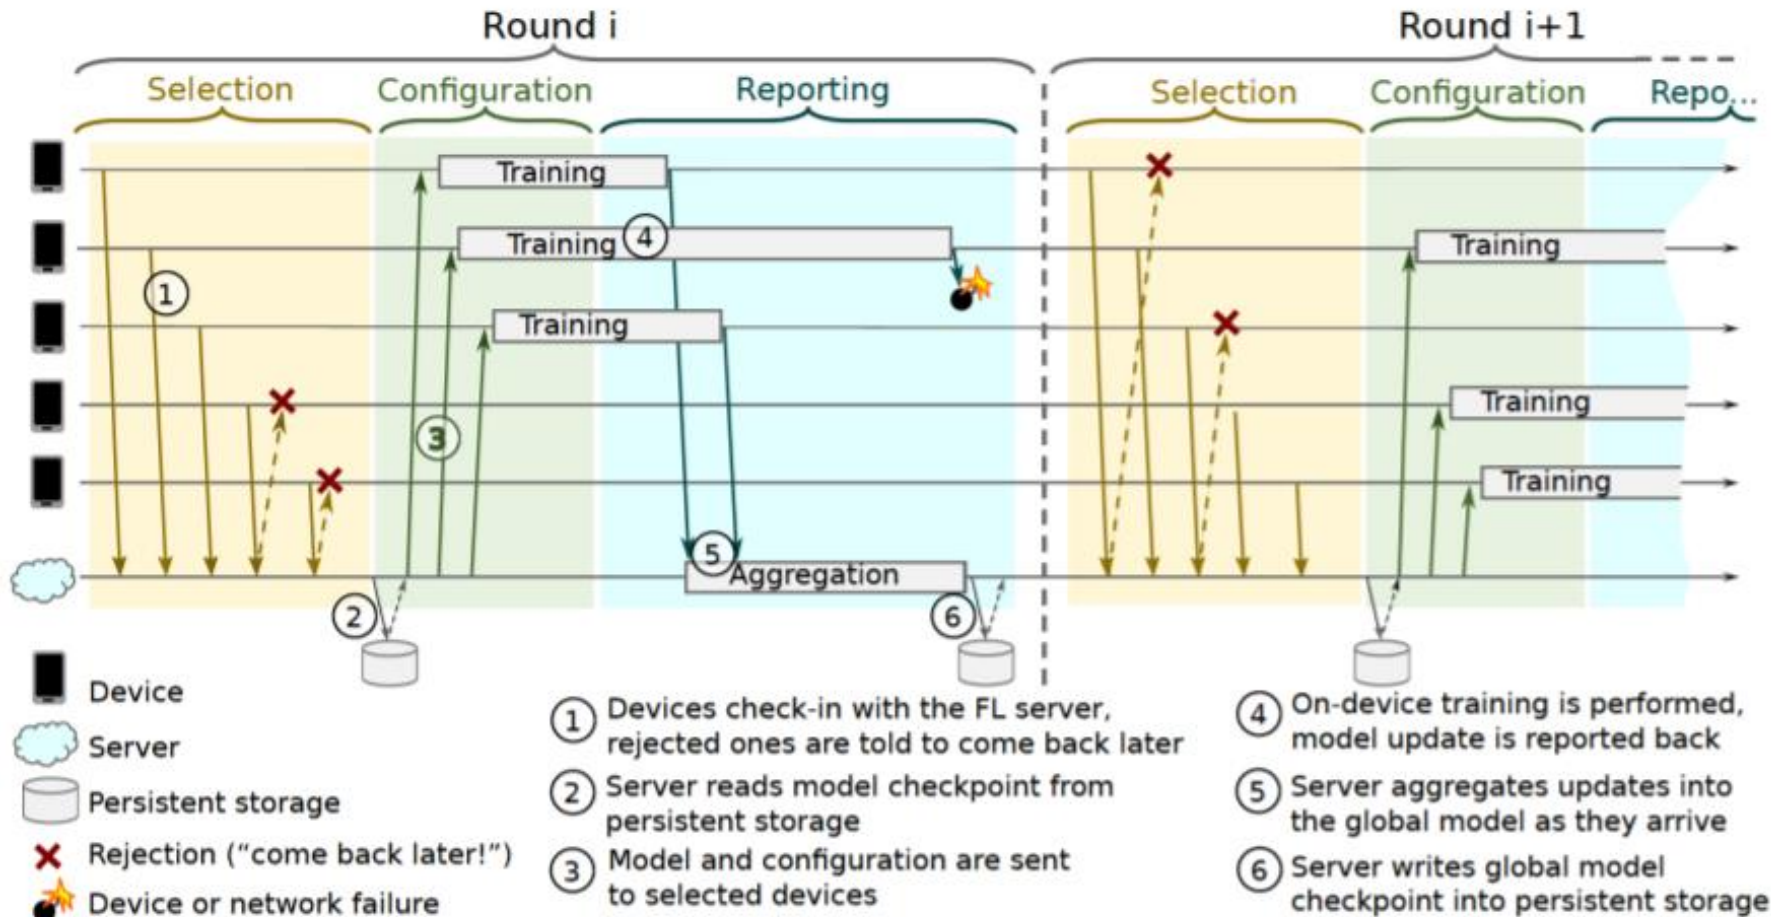 Round i
Round i+1
Selection
Configuration
Reporting
Selection
Configuration
Repo...
Training
Training
4
Training
1
3
Training
Training
Training
5
Aggregation
2
6
Device
Server
Persistent storage
Rejection ("come back later!")
Device or network failure
1 Devices check-in with the FL server,
rejected ones are told to come back later
2 Server reads model checkpoint from
persistent storage
3 Model and configuration are sent
to selected devices
4 On-device training is performed,
model update is reported back
5 Server aggregates updates into
the global model as they arrive
6 Server writes global model
checkpoint into persistent storage